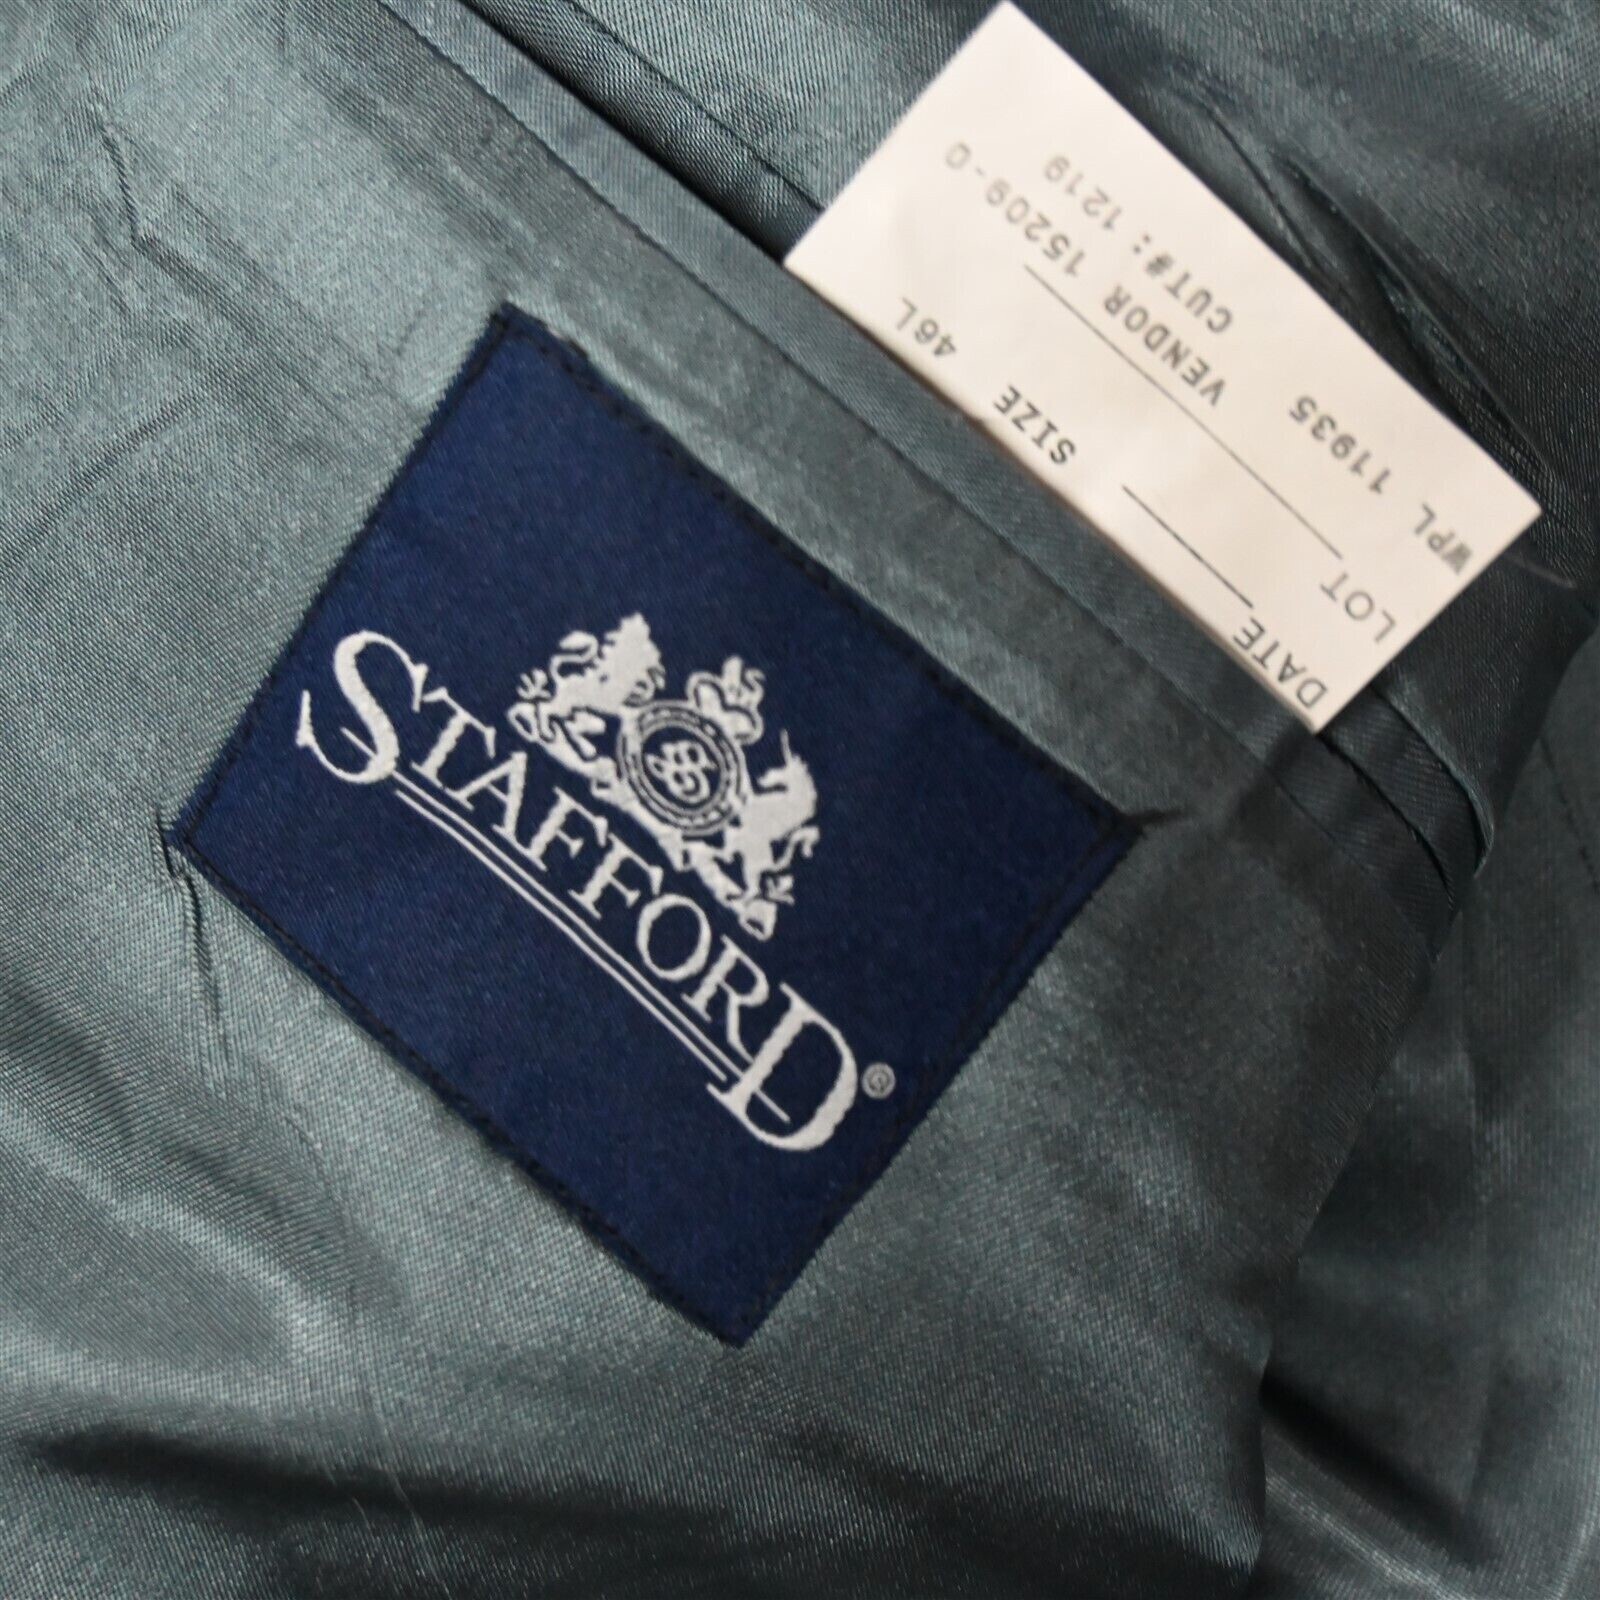 STAFFORD®
DATE
SIZE 46L
LOT
VENDOR 15209-0
WPL 11935 CUT#: 1219